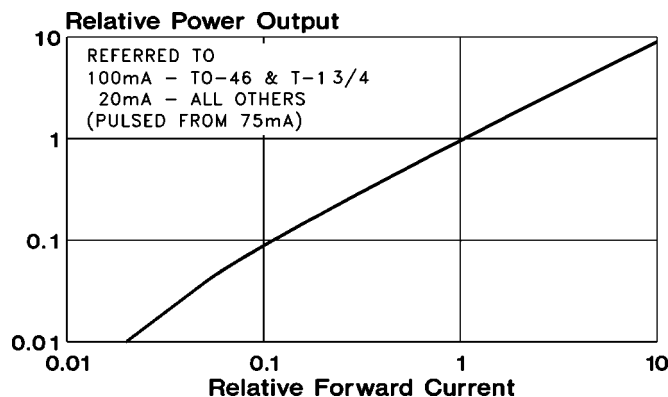 Relative Power Output
10
REFERRED TO
100mA - TO-46 & T-1 3/4
20mA - ALL OTHERS
(PULSED FROM 75mA)
1
0.1
0.01
0.01 0.1 1 10
Relative Forward Current